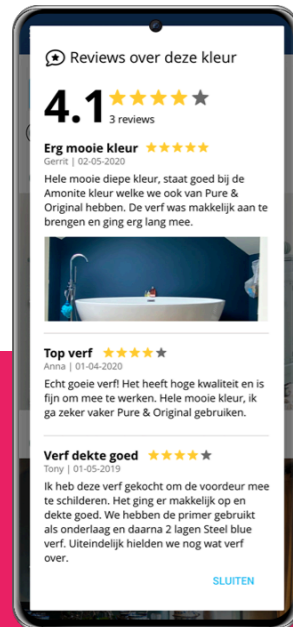 Reviews over deze kleur
4.1
3 reviews
Erg mooie kleur
Gerrit | 02-05-2020
Hele mooie diepe kleur, staat goed bij de
Amonite kleur welke we ook van Pure &
Original hebben. De verf was makkelijk aan te
brengen en ging erg lang mee.
Top verf
Anna | 01-04-2020
Echt goeie verf! Het heeft hoge kwaliteit en is
fijn om mee te werken. Hele mooie kleur, ik
ga zeker vaker Pure & Original gebruiken.
Verf dekte goed
Tony | 01-05-2019
Ik heb deze verf gekocht om de voordeur mee
te schilderen. Het ging er makkelijk op en
dekte goed. We hebben de primer gebruikt
als onderlaag en daarna 2 lagen Steel blue
verf. Uiteindelijk hielden we nog wat verf
over.
SLUITEN